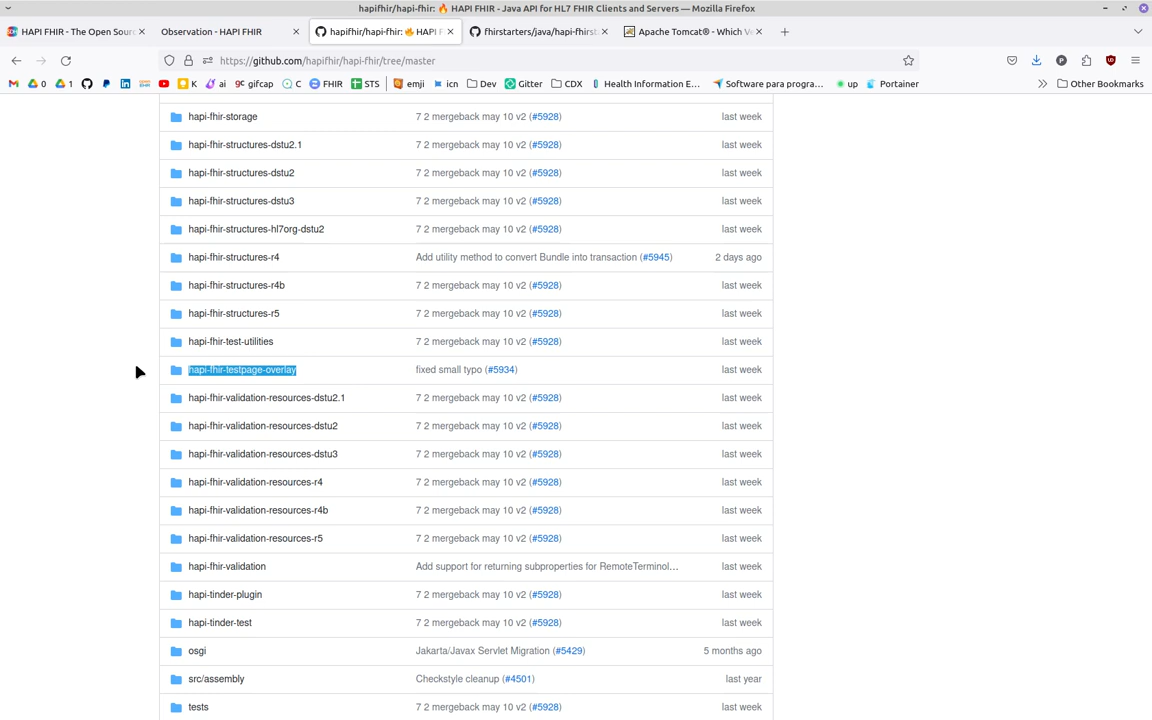 hapifhir/hapi-fhir: 🔥 HAPI FHIR - Java API for HL7 FHIR Clients and Servers — Mozilla Firefox
HAPI FHIR - The Open Sourc
Observation - HAPI FHIR
hapifhir/hapi-fhir: 🔥 HAPI F
fhirstarters/java/hapi-fhirst
Apache Tomcat® - Which Ve
https://github.com/hapifhir/hapi-fhir/tree/master
M 0 1 K ai gifcap C FHIR STS emji icn Dev Gitter CDX Health Information E… Software para progra… up Portainer Other Bookmarks
hapi-fhir-storage 7 2 mergeback may 10 v2 (#5928) last week
hapi-fhir-structures-dstu2.1 7 2 mergeback may 10 v2 (#5928) last week
hapi-fhir-structures-dstu2 7 2 mergeback may 10 v2 (#5928) last week
hapi-fhir-structures-dstu3 7 2 mergeback may 10 v2 (#5928) last week
hapi-fhir-structures-hl7org-dstu2 7 2 mergeback may 10 v2 (#5928) last week
hapi-fhir-structures-r4 Add utility method to convert Bundle into transaction (#5945) 2 days ago
hapi-fhir-structures-r4b 7 2 mergeback may 10 v2 (#5928) last week
hapi-fhir-structures-r5 7 2 mergeback may 10 v2 (#5928) last week
hapi-fhir-test-utilities 7 2 mergeback may 10 v2 (#5928) last week
hapi-fhir-testpage-overlay fixed small typo (#5934) last week
hapi-fhir-validation-resources-dstu2.1 7 2 mergeback may 10 v2 (#5928) last week
hapi-fhir-validation-resources-dstu2 7 2 mergeback may 10 v2 (#5928) last week
hapi-fhir-validation-resources-dstu3 7 2 mergeback may 10 v2 (#5928) last week
hapi-fhir-validation-resources-r4 7 2 mergeback may 10 v2 (#5928) last week
hapi-fhir-validation-resources-r4b 7 2 mergeback may 10 v2 (#5928) last week
hapi-fhir-validation-resources-r5 7 2 mergeback may 10 v2 (#5928) last week
hapi-fhir-validation Add support for returning subproperties for RemoteTerminol… last week
hapi-tinder-plugin 7 2 mergeback may 10 v2 (#5928) last week
hapi-tinder-test 7 2 mergeback may 10 v2 (#5928) last week
osgi Jakarta/Javax Servlet Migration (#5429) 5 months ago
src/assembly Checkstyle cleanup (#4501) last year
tests 7 2 mergeback may 10 v2 (#5928) last week